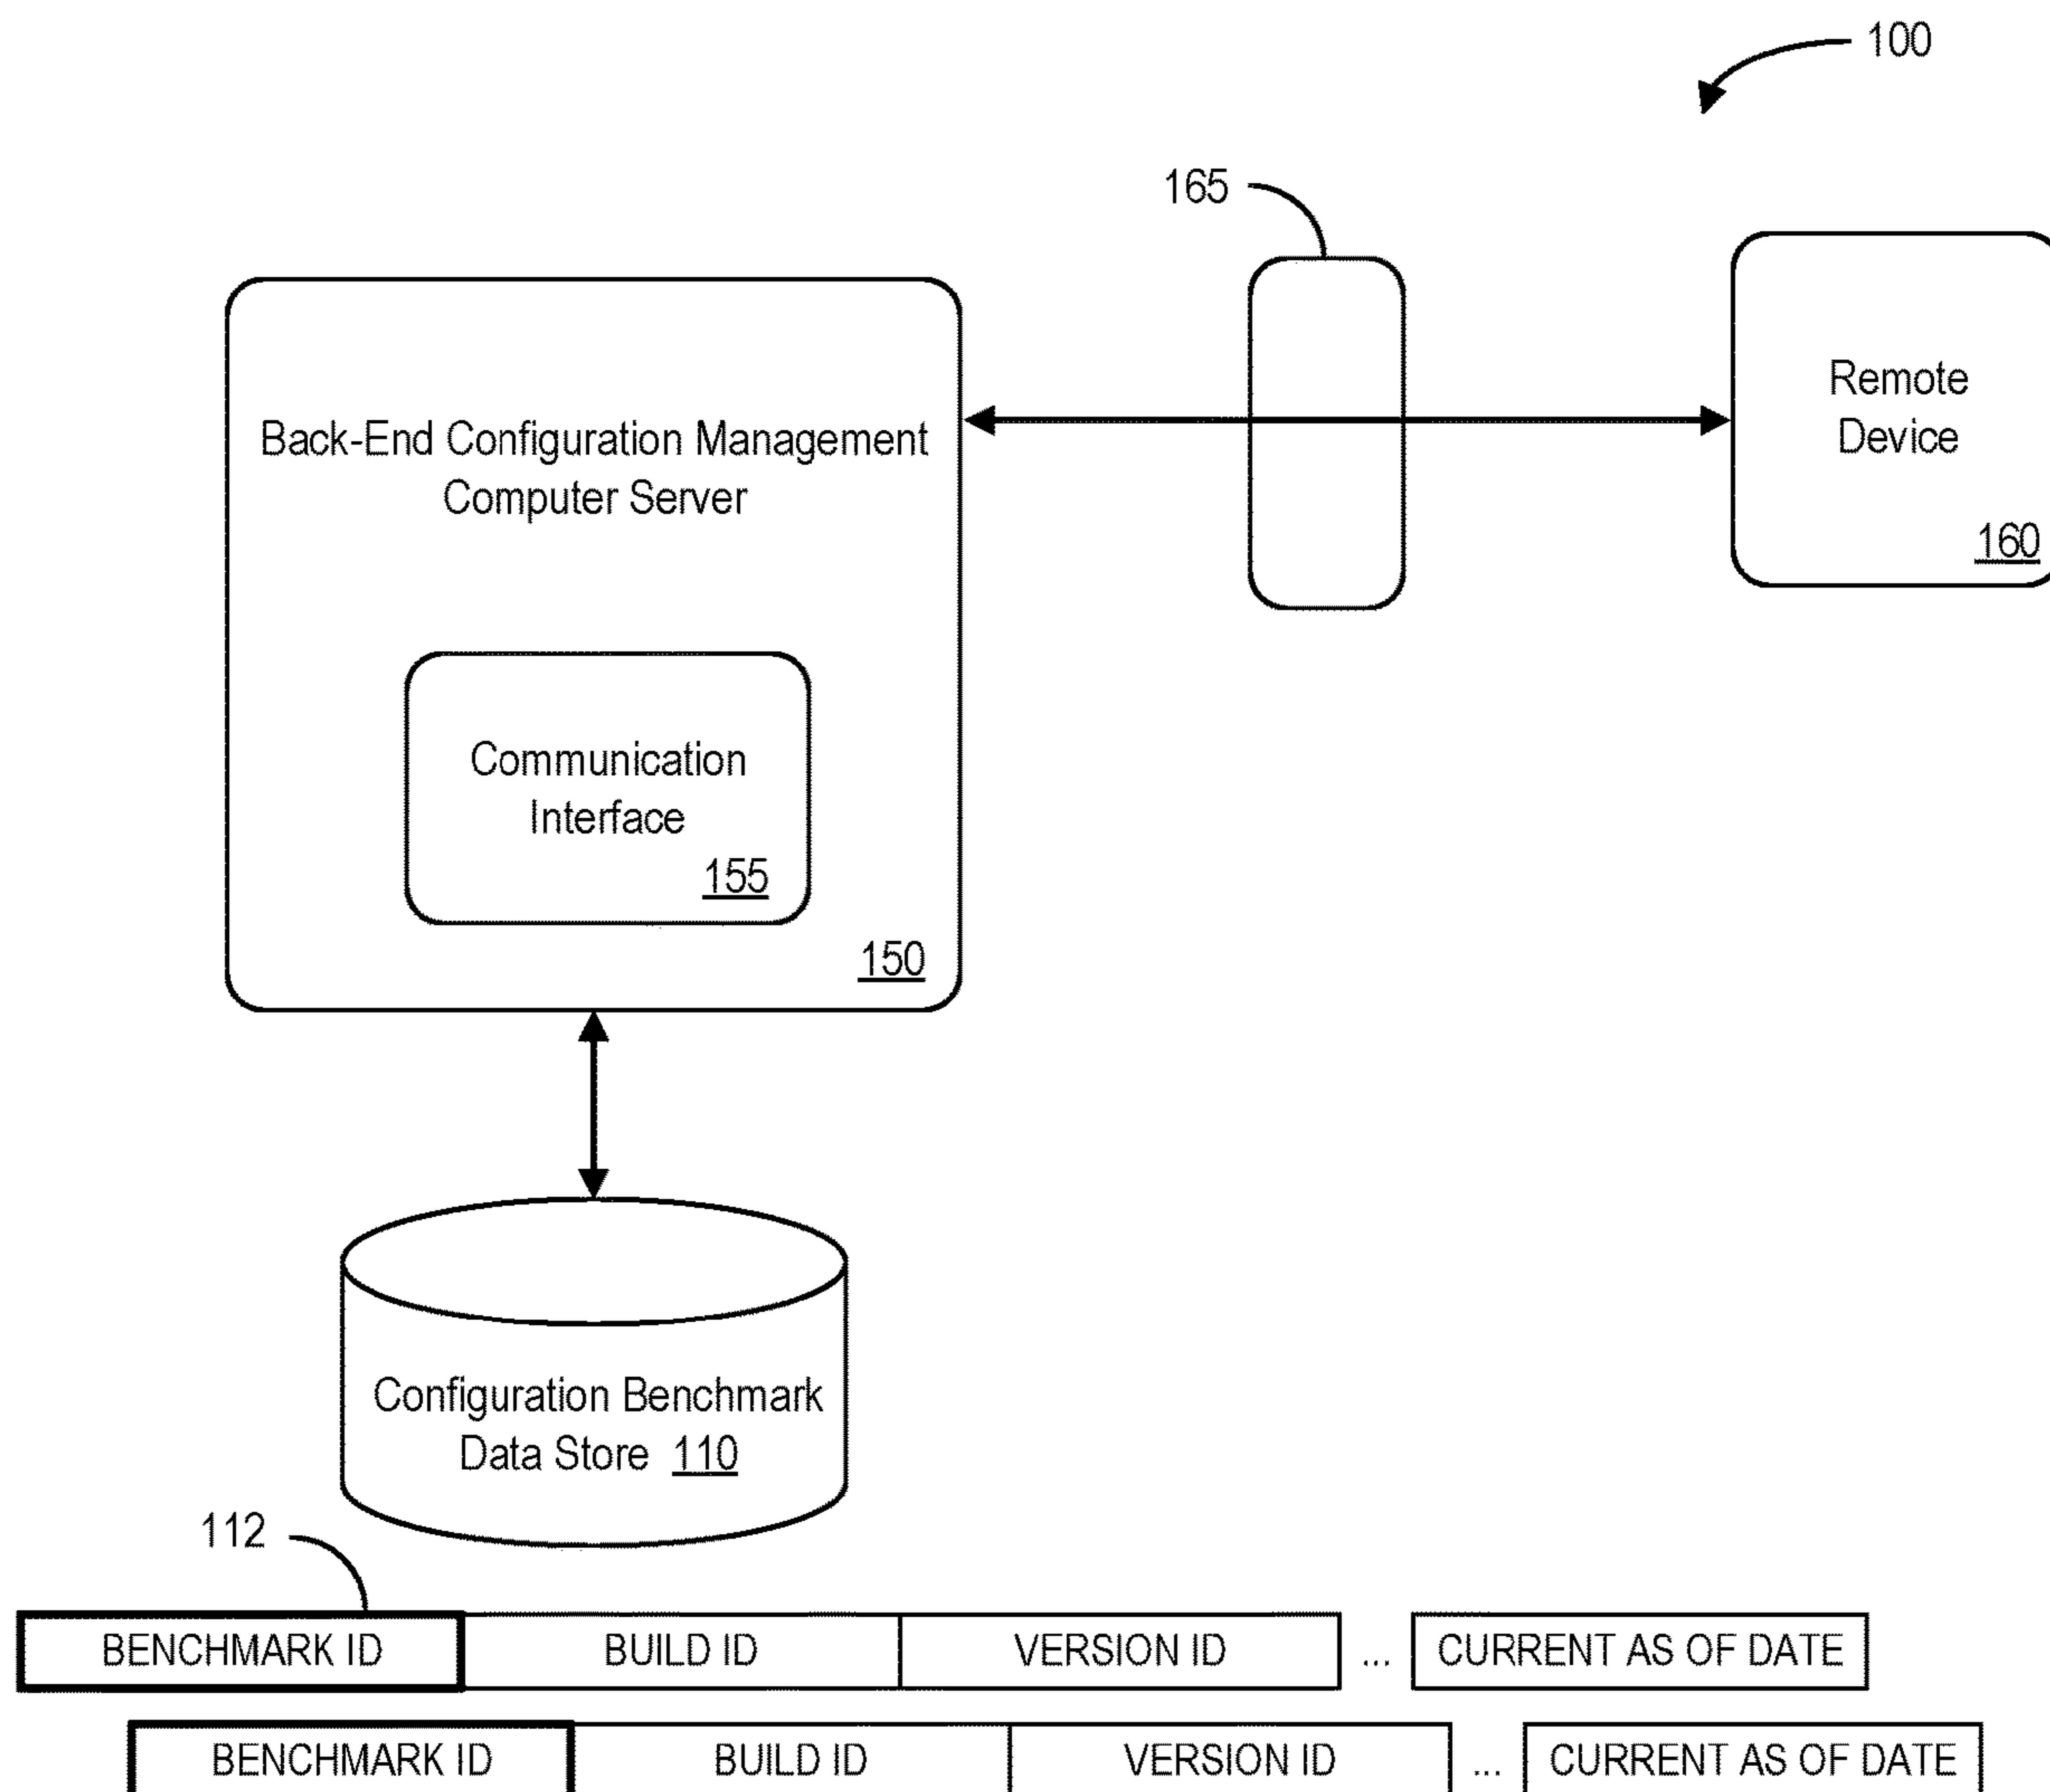 100
165
Remote
Device
160
Back-End Configuration Management
Computer Server
Communication
Interface
155
150
Configuration Benchmark
Data Store 110
112
BENCHMARK ID BUILD ID VERSION ID ... CURRENT AS OF DATE
BENCHMARK ID BUILD ID VERSION ID ... CURRENT AS OF DATE